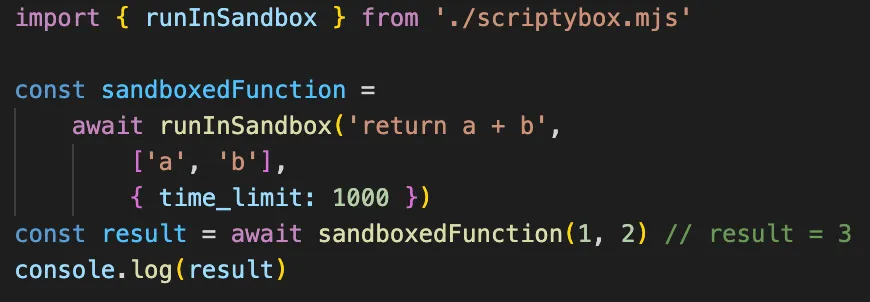 import { runInSandbox } from './scriptybox.mjs'

const sandboxedFunction =
    await runInSandbox('return a + b',
        ['a', 'b'],
        { time_limit: 1000 })
const result = await sandboxedFunction(1, 2) // result = 3
console.log(result)